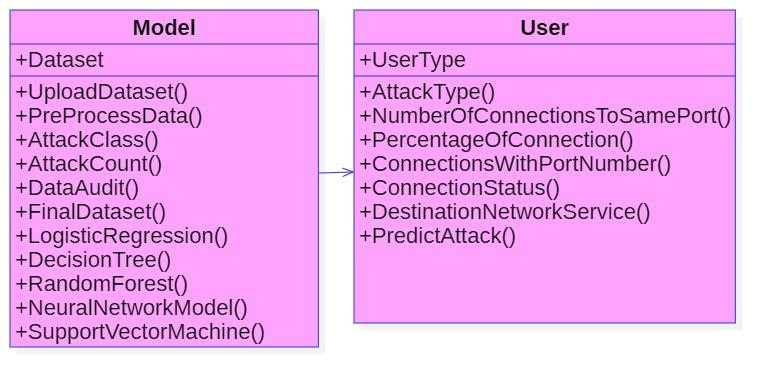 Model
+Dataset
+UploadDataset()
+PreProcessData()
+AttackClass()
+AttackCount()
+DataAudit()
+FinalDataset()
+LogisticRegression()
+DecisionTree()
+RandomForest()
+NeuralNetworkModel()
+SupportVectorMachine()
User
+UserType
+AttackType()
+NumberOfConnectionsToSamePort()
+PercentageOfConnection()
+ConnectionsWithPortNumber()
+ConnectionStatus()
+DestinationNetworkService()
+PredictAttack()